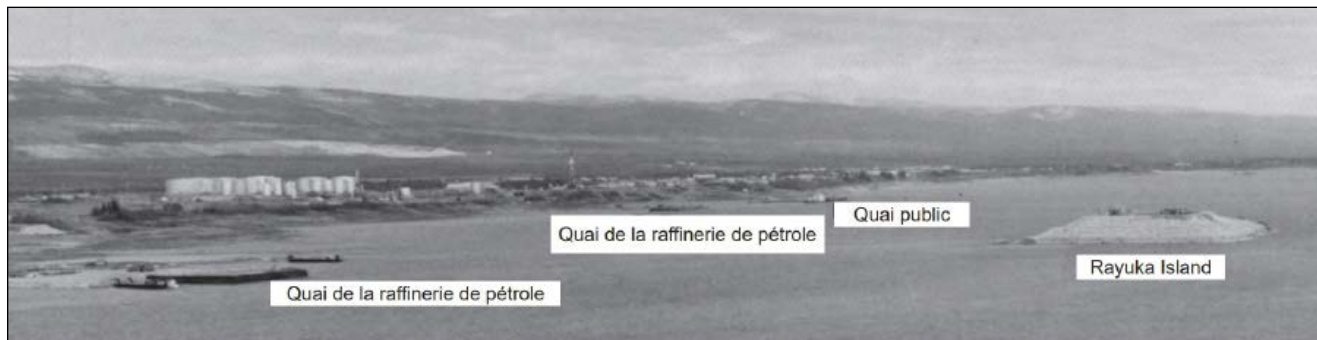 Quai public
Quai de la raffinerie de pétrole
Rayuka Island
Quai de la raffinerie de pétrole